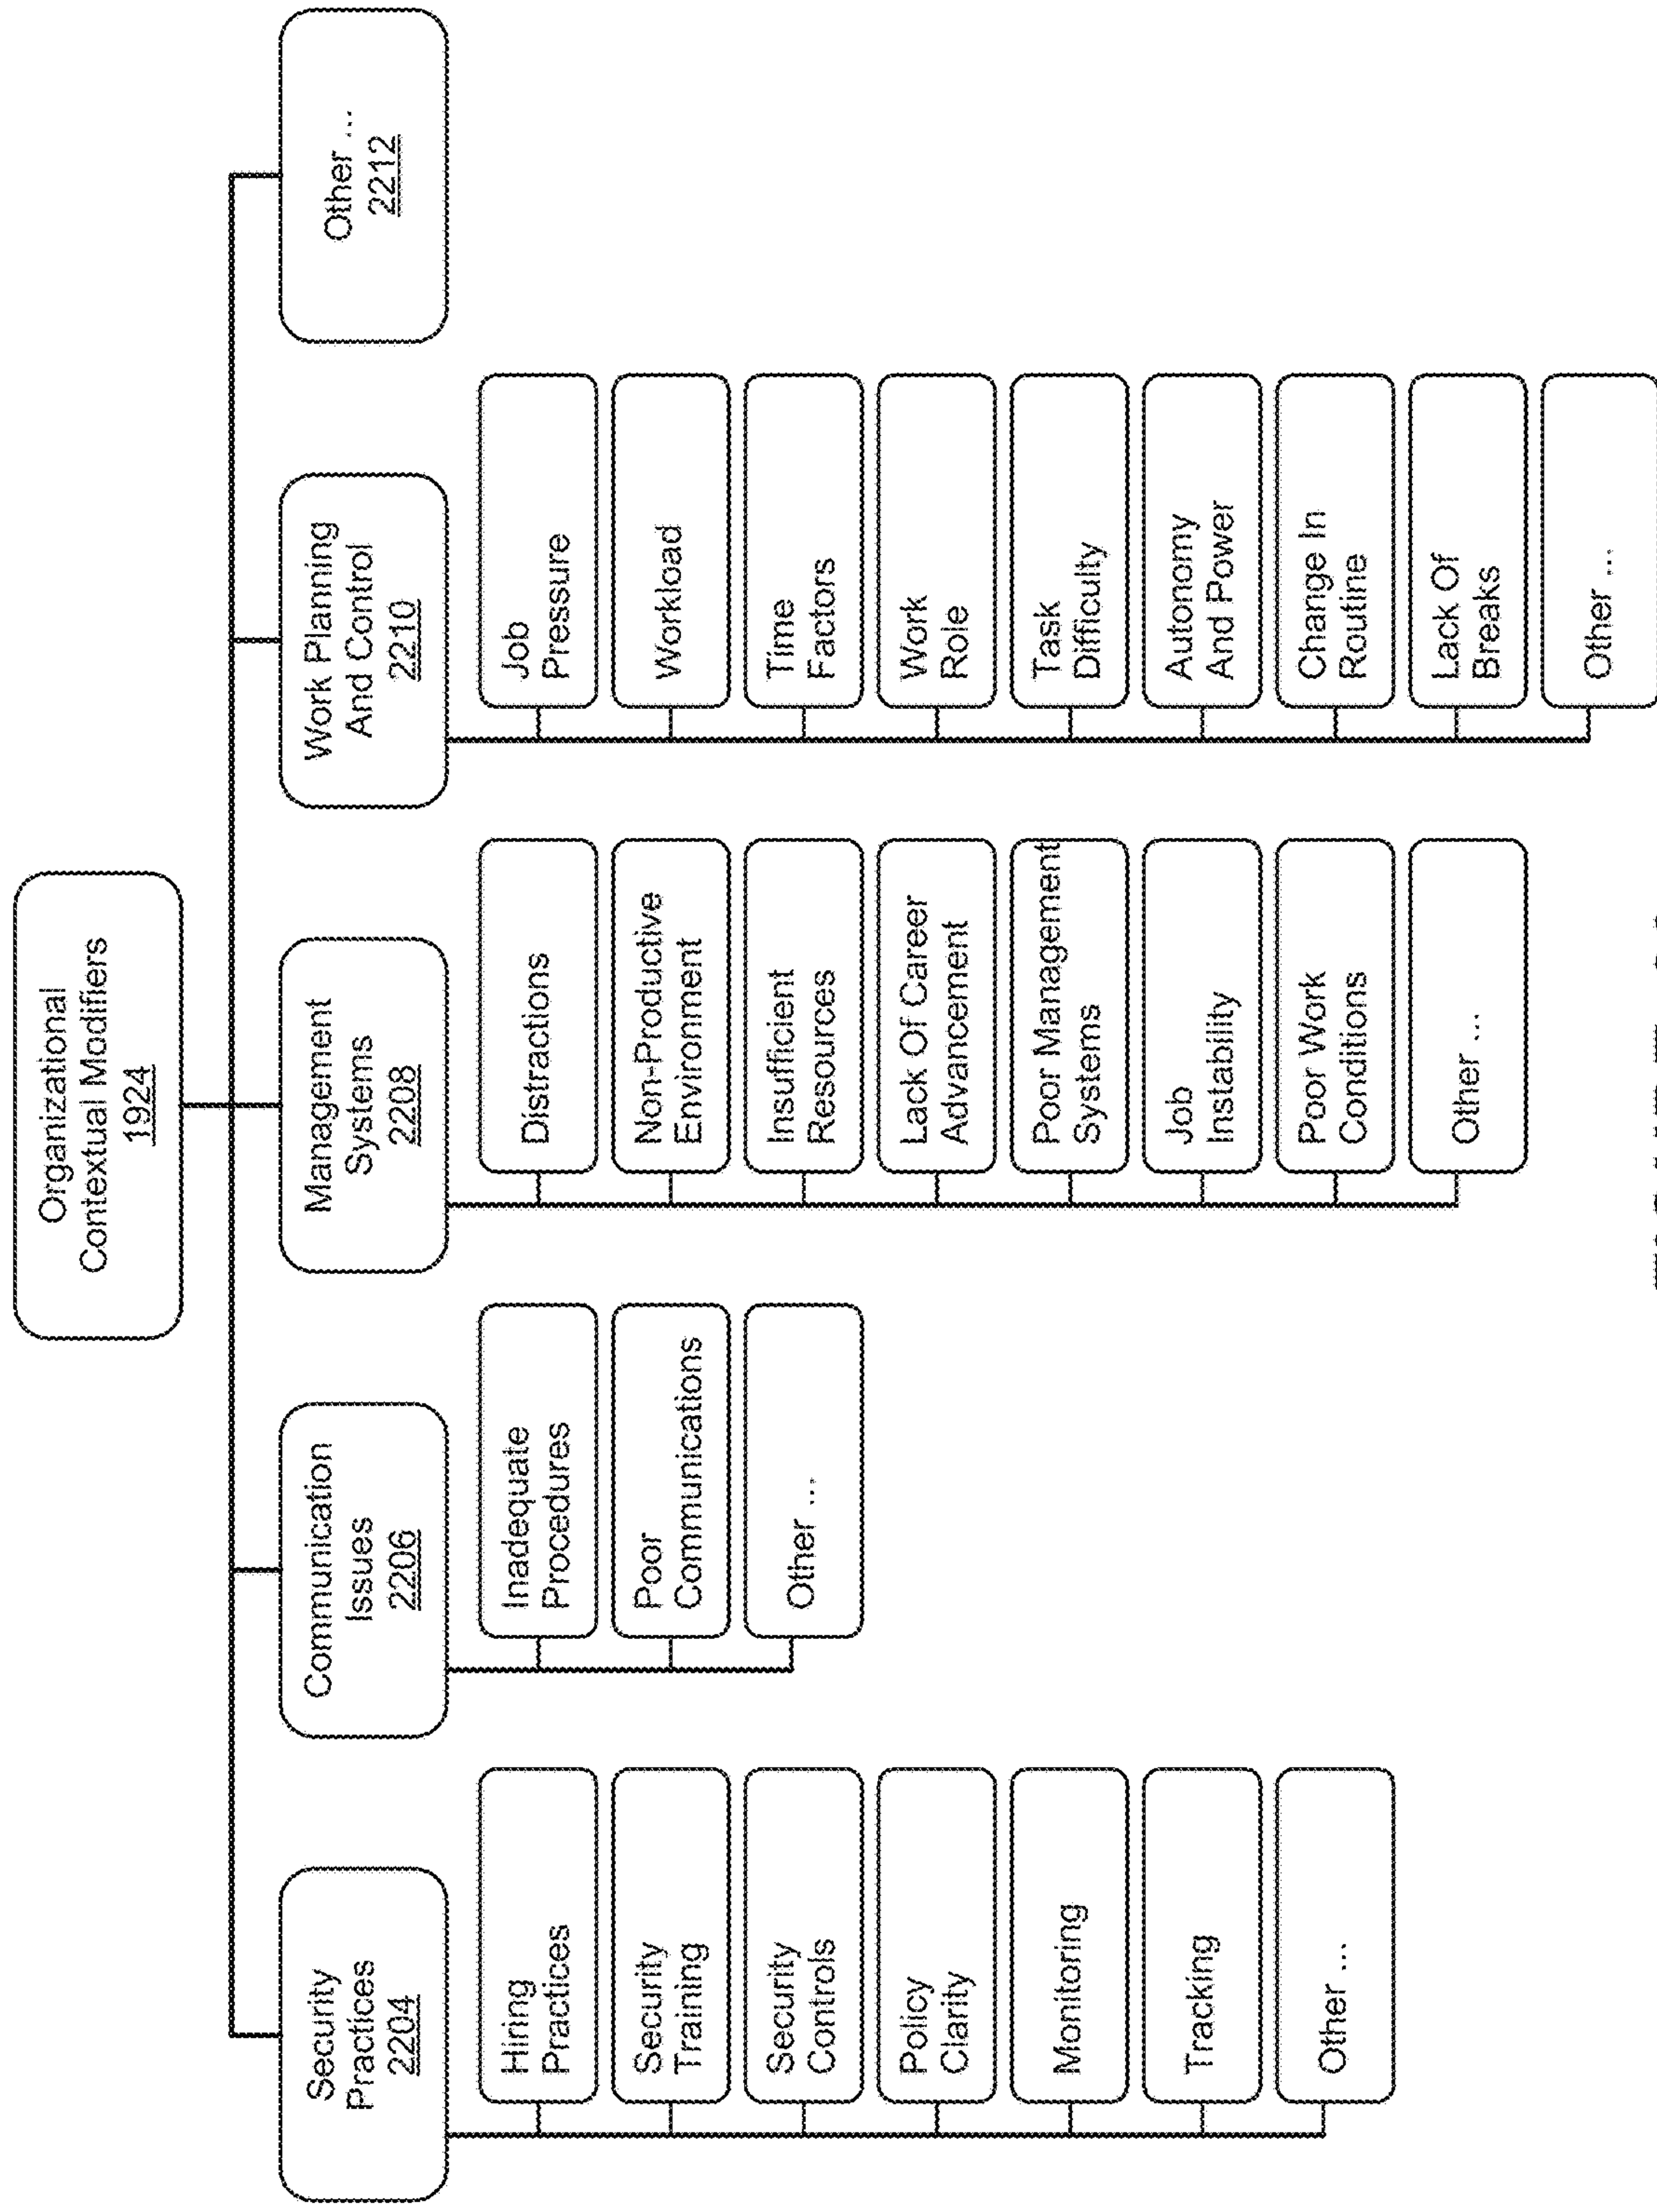 Organizational
Contextual Modifiers
1924
Security
Practices
2204
Hiring
Practices
Security
Training
Security
Controls
Policy
Clarity
Monitoring
Tracking
Other ...
Communication
Issues
2206
Inadequate
Procedures
Poor
Communications
Other ...
Management
Systems
2208
Distractions
Non-Productive
Environment
Insufficient
Resources
Lack Of Career
Advancement
Poor Management
Systems
Job
Instability
Poor Work
Conditions
Other ...
Work Planning
And Control
2210
Job
Pressure
Workload
Time
Factors
Work
Role
Task
Difficulty
Autonomy
And Power
Change In
Routine
Lack Of
Breaks
Other ...
Other ...
2212